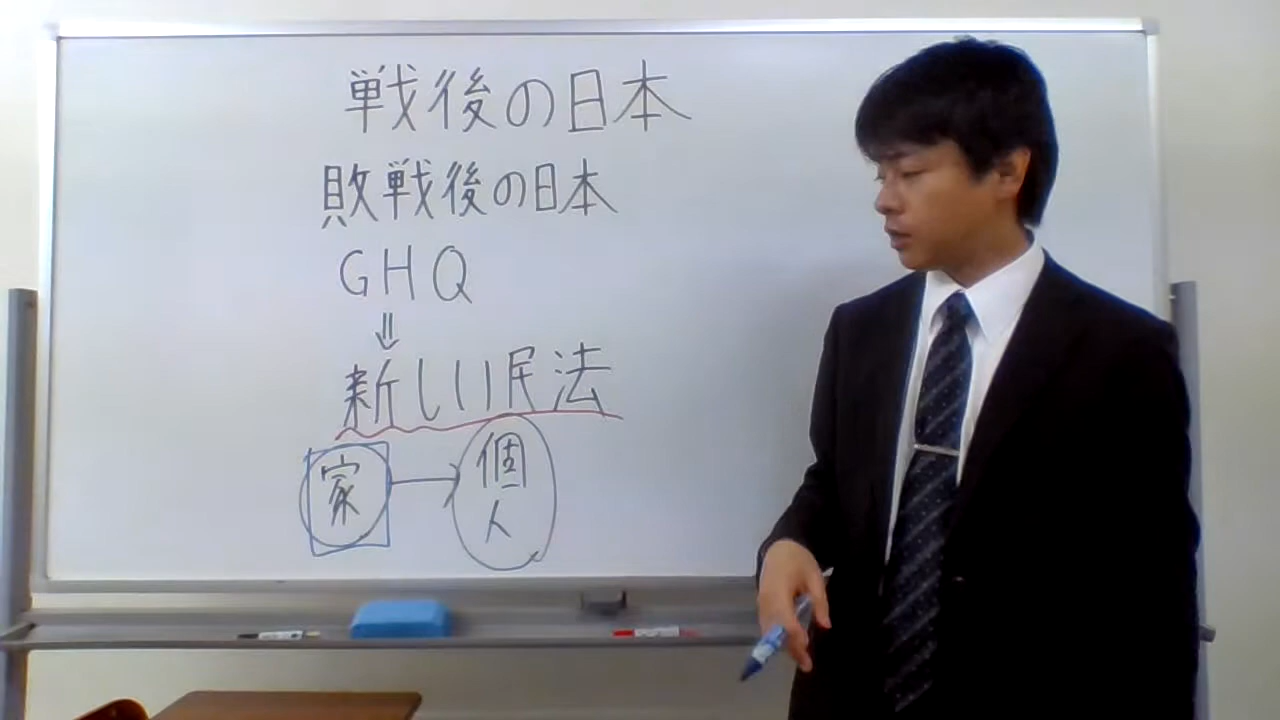 戦後の日本
敗戦後の日本
GHQ
⇓
新しい民法
家→個人